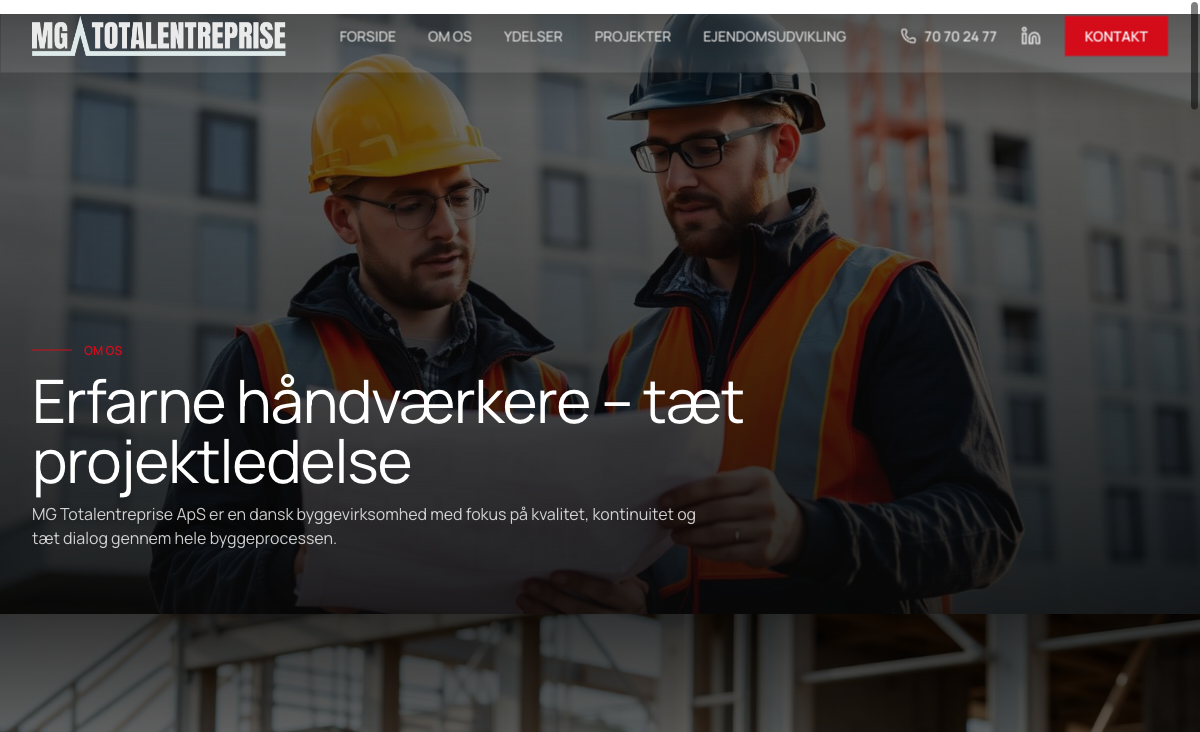 MG TOTALENTREPRISE
FORSIDE
OM OS
YDELSER
PROJEKTER
EJENDOMSUDVIKLING
70 70 24 77
KONTAKT
OM OS
Erfarne håndværkere – tæt
projektledelse
MG Totalentreprise ApS er en dansk byggevirksomhed med fokus på kvalitet, kontinuitet og
tæt dialog gennem hele byggeprocessen.